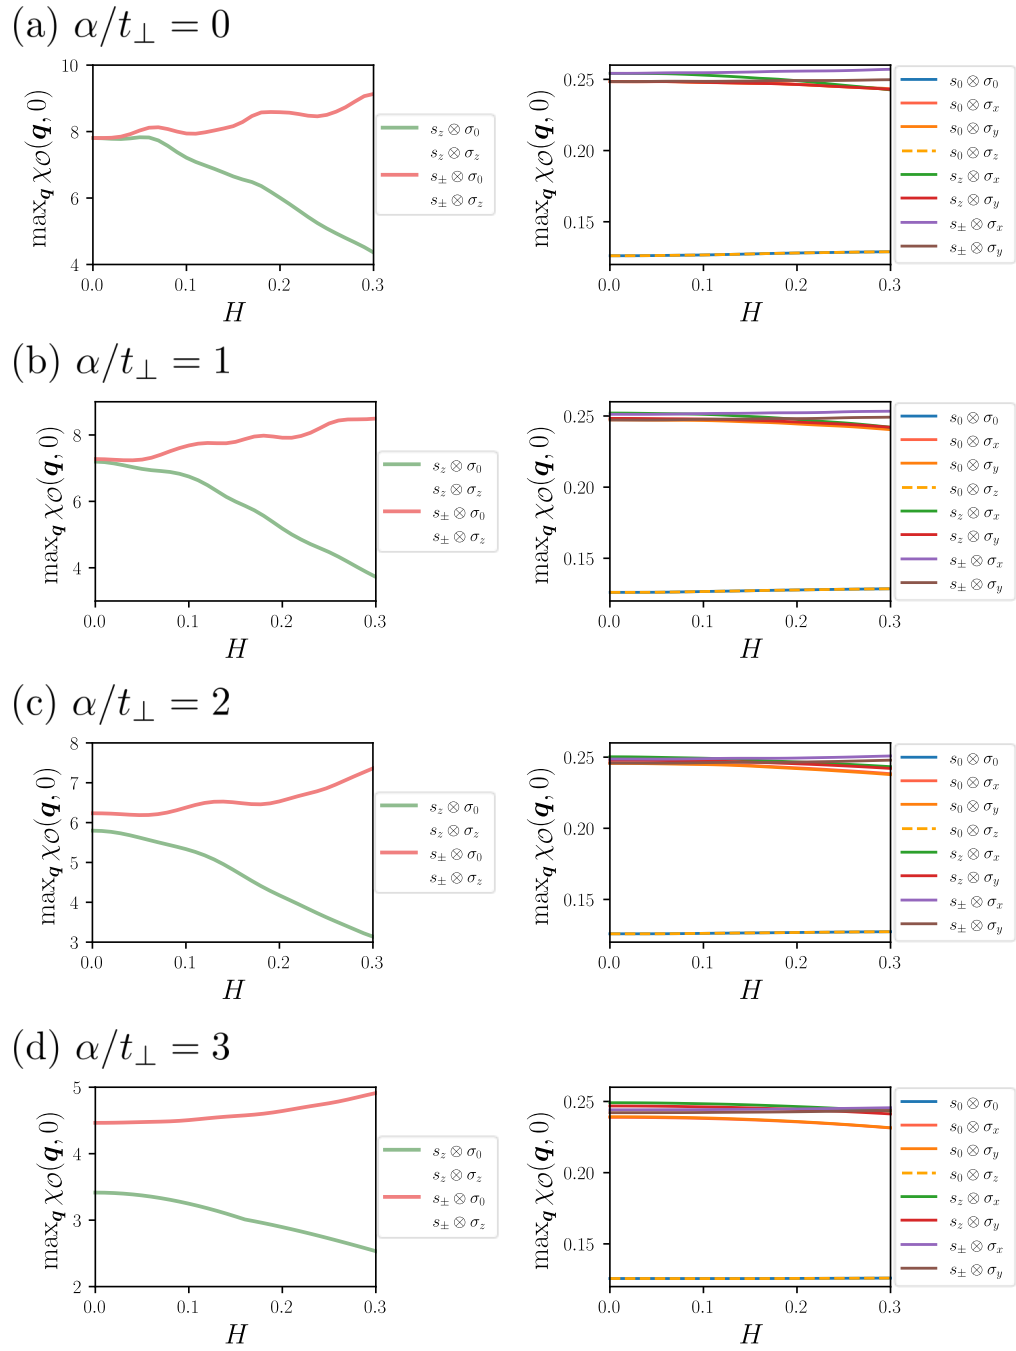 (a) α/t⊥ = 0
max_q χ_O(q, 0)
10
8
6
4
0.0 0.1 0.2 0.3
H
s_z ⊗ σ_0
s_z ⊗ σ_z
s_± ⊗ σ_0
s_± ⊗ σ_z
max_q χ_O(q, 0)
0.25
0.20
0.15
0.0 0.1 0.2 0.3
H
s_0 ⊗ σ_0
s_0 ⊗ σ_x
s_0 ⊗ σ_y
s_0 ⊗ σ_z
s_z ⊗ σ_x
s_z ⊗ σ_y
s_± ⊗ σ_x
s_± ⊗ σ_y
(b) α/t⊥ = 1
max_q χ_O(q, 0)
8
6
4
0.0 0.1 0.2 0.3
H
s_z ⊗ σ_0
s_z ⊗ σ_z
s_± ⊗ σ_0
s_± ⊗ σ_z
max_q χ_O(q, 0)
0.25
0.20
0.15
0.0 0.1 0.2 0.3
H
s_0 ⊗ σ_0
s_0 ⊗ σ_x
s_0 ⊗ σ_y
s_0 ⊗ σ_z
s_z ⊗ σ_x
s_z ⊗ σ_y
s_± ⊗ σ_x
s_± ⊗ σ_y
(c) α/t⊥ = 2
max_q χ_O(q, 0)
8
7
6
5
4
3
0.0 0.1 0.2 0.3
H
s_z ⊗ σ_0
s_z ⊗ σ_z
s_± ⊗ σ_0
s_± ⊗ σ_z
max_q χ_O(q, 0)
0.25
0.20
0.15
0.0 0.1 0.2 0.3
H
s_0 ⊗ σ_0
s_0 ⊗ σ_x
s_0 ⊗ σ_y
s_0 ⊗ σ_z
s_z ⊗ σ_x
s_z ⊗ σ_y
s_± ⊗ σ_x
s_± ⊗ σ_y
(d) α/t⊥ = 3
max_q χ_O(q, 0)
5
4
3
2
0.0 0.1 0.2 0.3
H
s_z ⊗ σ_0
s_z ⊗ σ_z
s_± ⊗ σ_0
s_± ⊗ σ_z
max_q χ_O(q, 0)
0.25
0.20
0.15
0.0 0.1 0.2 0.3
H
s_0 ⊗ σ_0
s_0 ⊗ σ_x
s_0 ⊗ σ_y
s_0 ⊗ σ_z
s_z ⊗ σ_x
s_z ⊗ σ_y
s_± ⊗ σ_x
s_± ⊗ σ_y